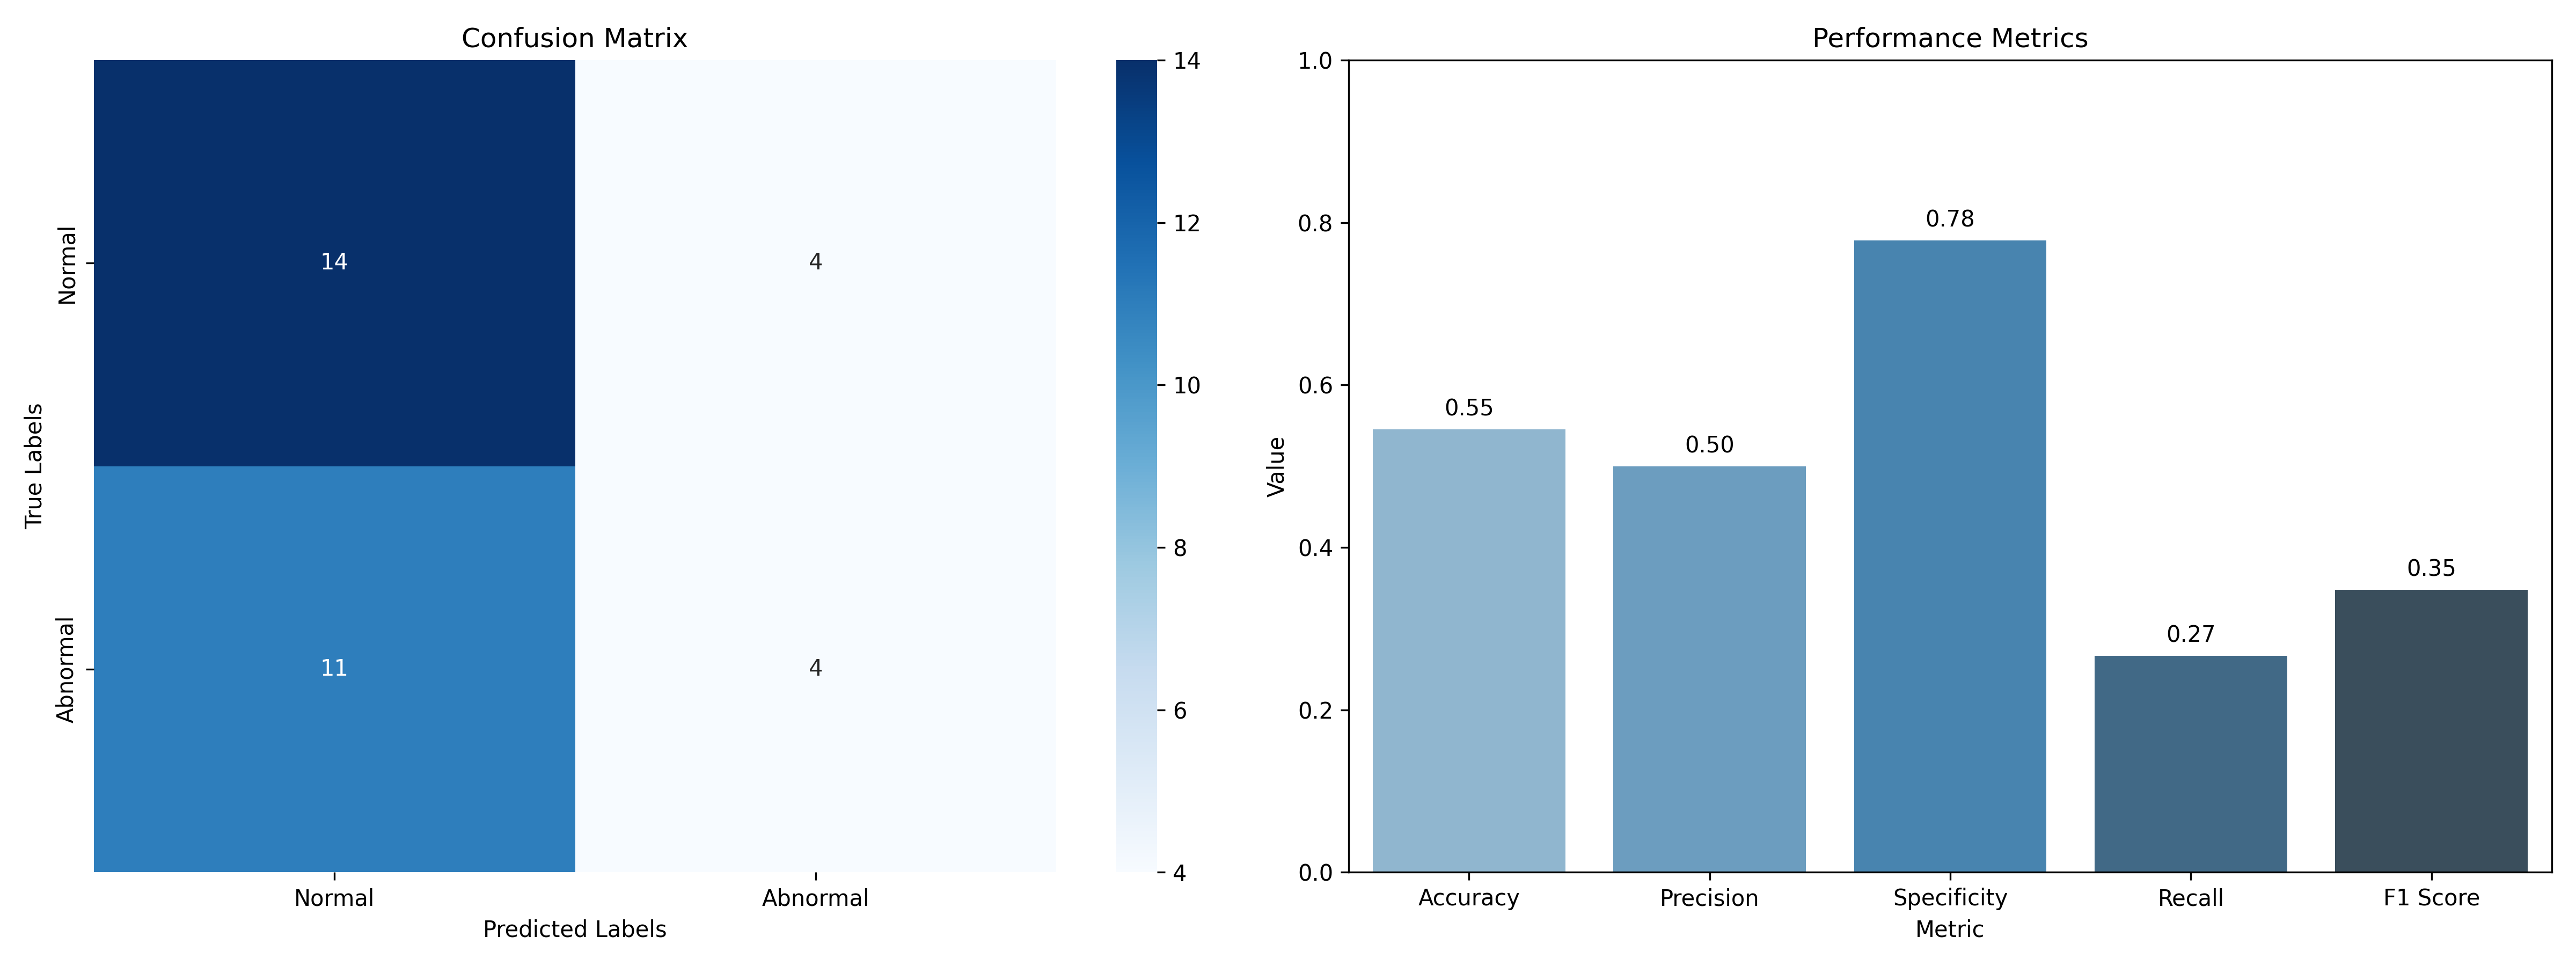 Confusion Matrix
Normal
Abnormal
True Labels
14
4
11
4
Normal
Abnormal
Predicted Labels
14
12
10
8
6
4
Performance Metrics
1.0
0.8
0.6
0.4
0.2
0.0
Value
0.55
0.50
0.78
0.27
0.35
Accuracy
Precision
Specificity
Recall
F1 Score
Metric